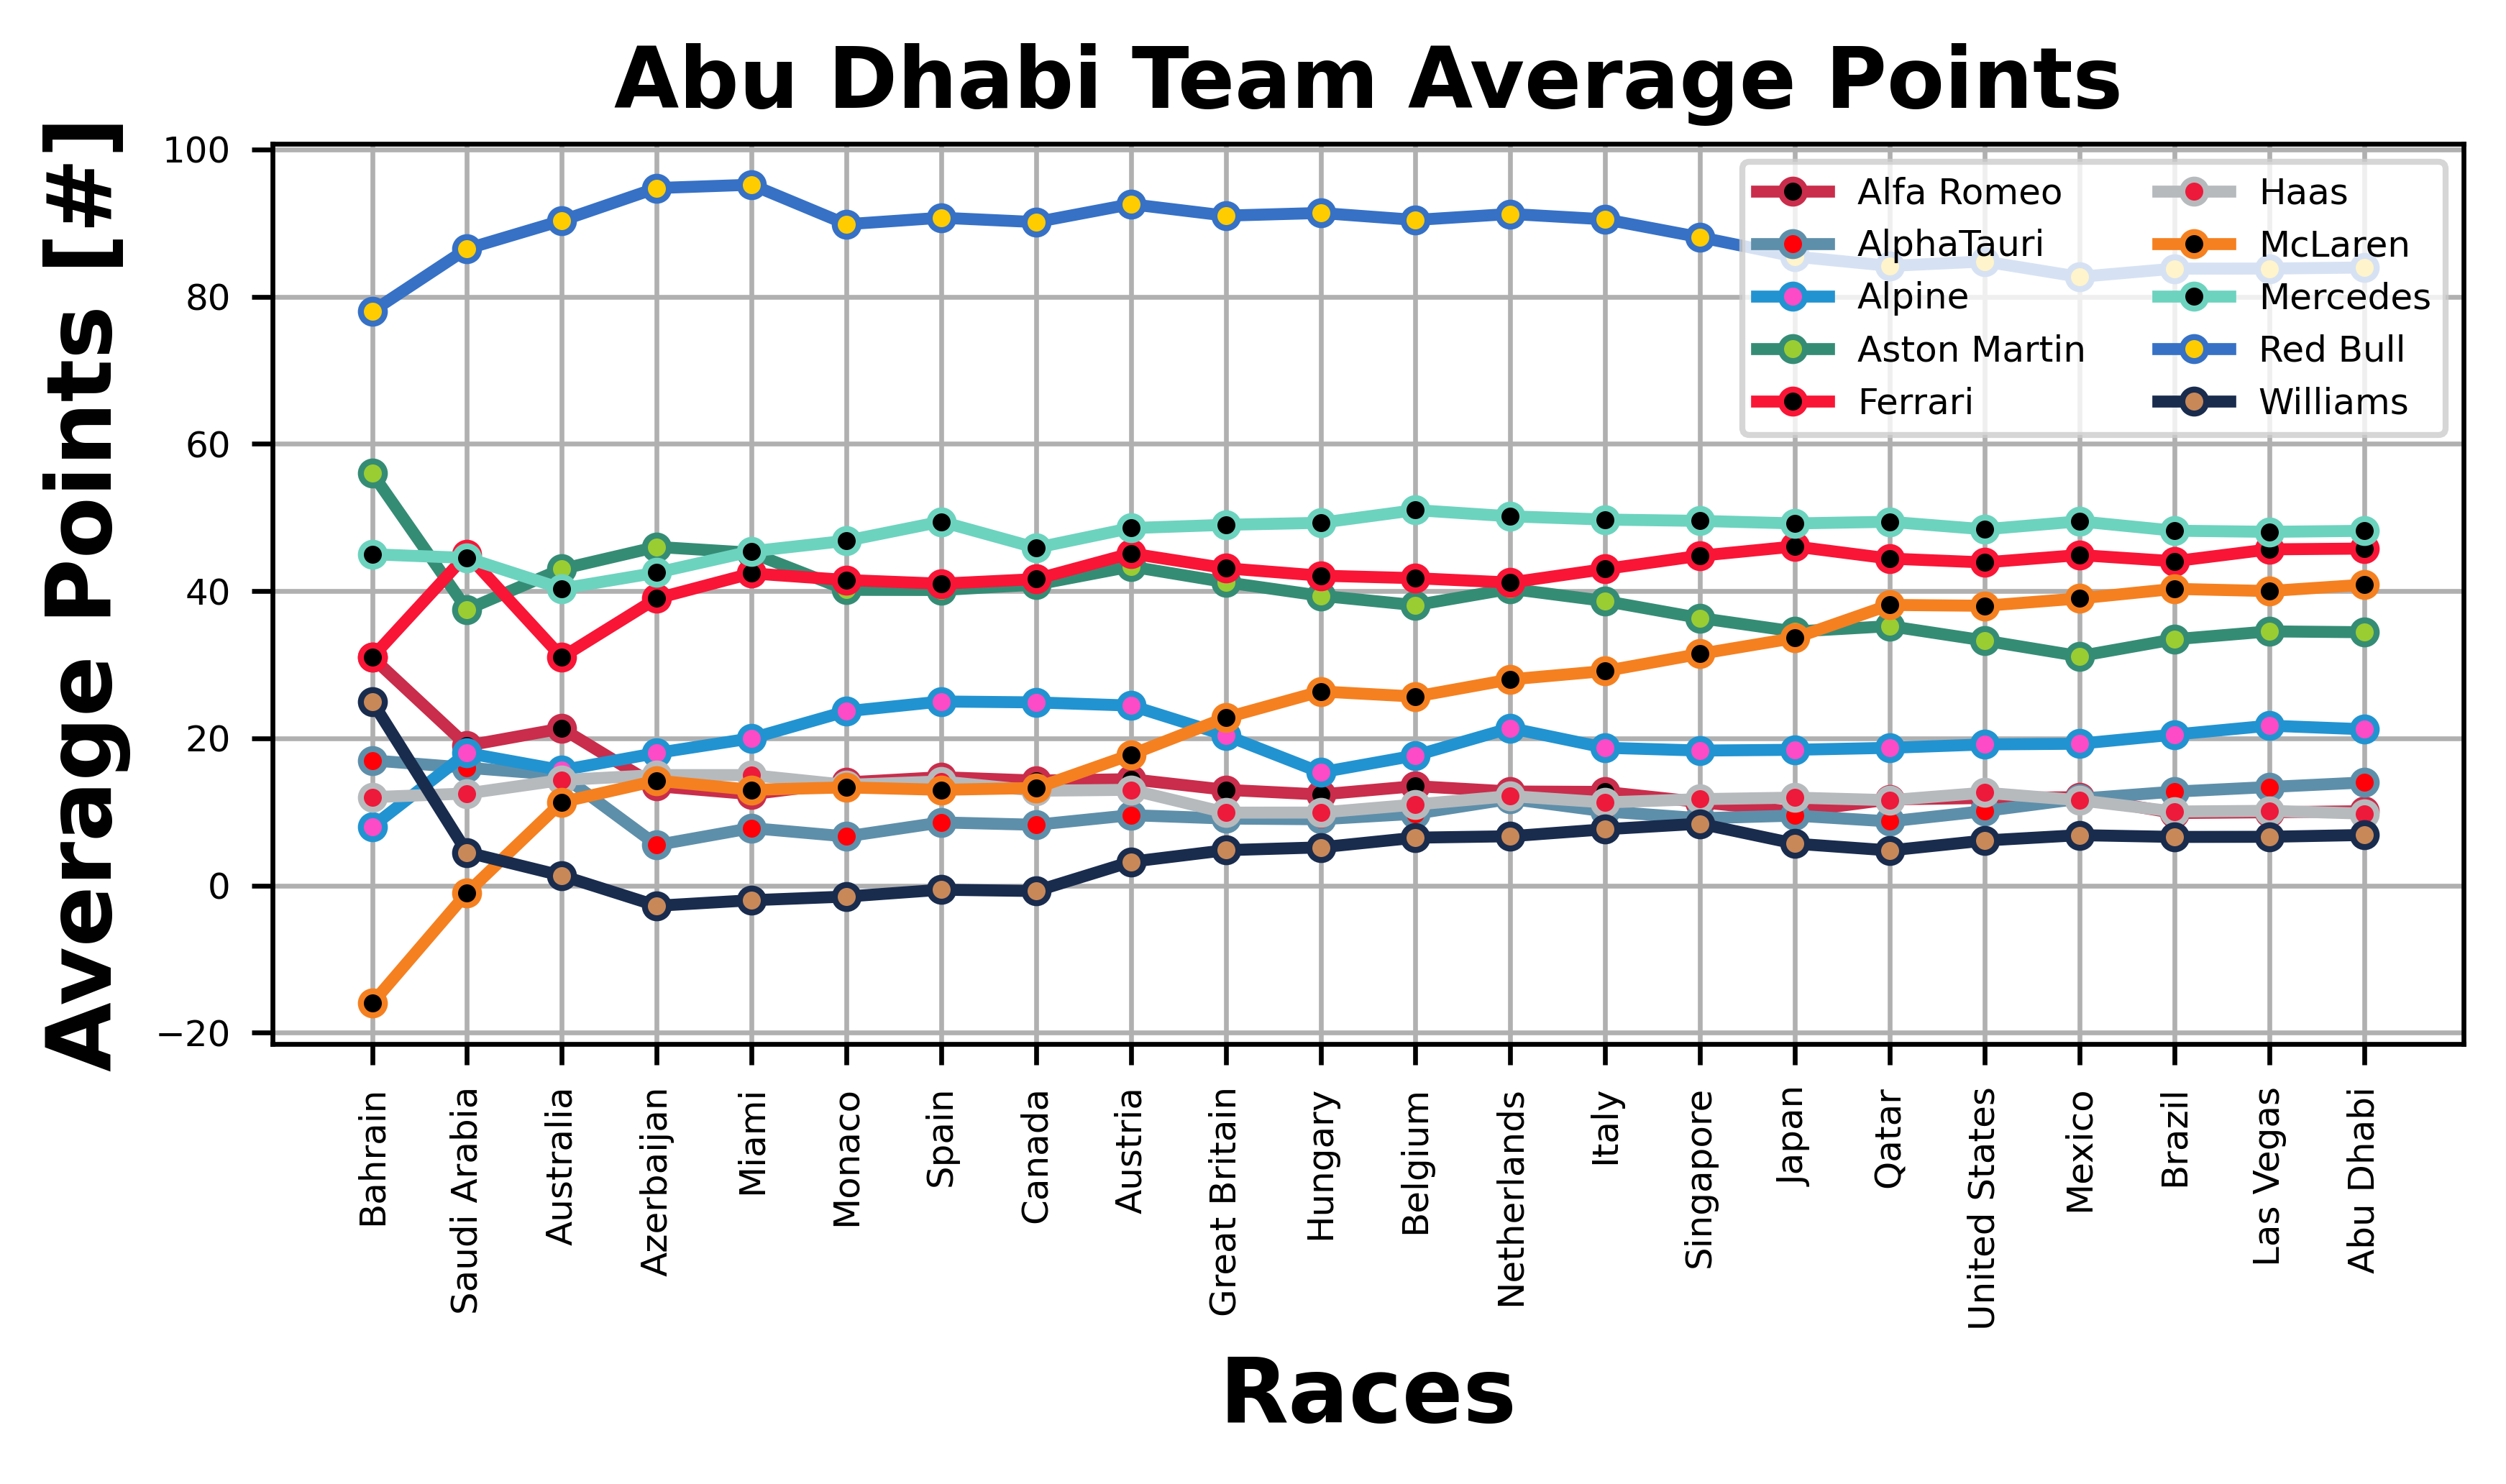 Abu Dhabi Team Average Points
Average Points [#]
100
80
60
40
20
0
−20
Alfa Romeo
AlphaTauri
Alpine
Aston Martin
Ferrari
Haas
McLaren
Mercedes
Red Bull
Williams
Bahrain
Saudi Arabia
Australia
Azerbaijan
Miami
Monaco
Spain
Canada
Austria
Great Britain
Hungary
Belgium
Netherlands
Italy
Singapore
Japan
Qatar
United States
Mexico
Brazil
Las Vegas
Abu Dhabi
Races